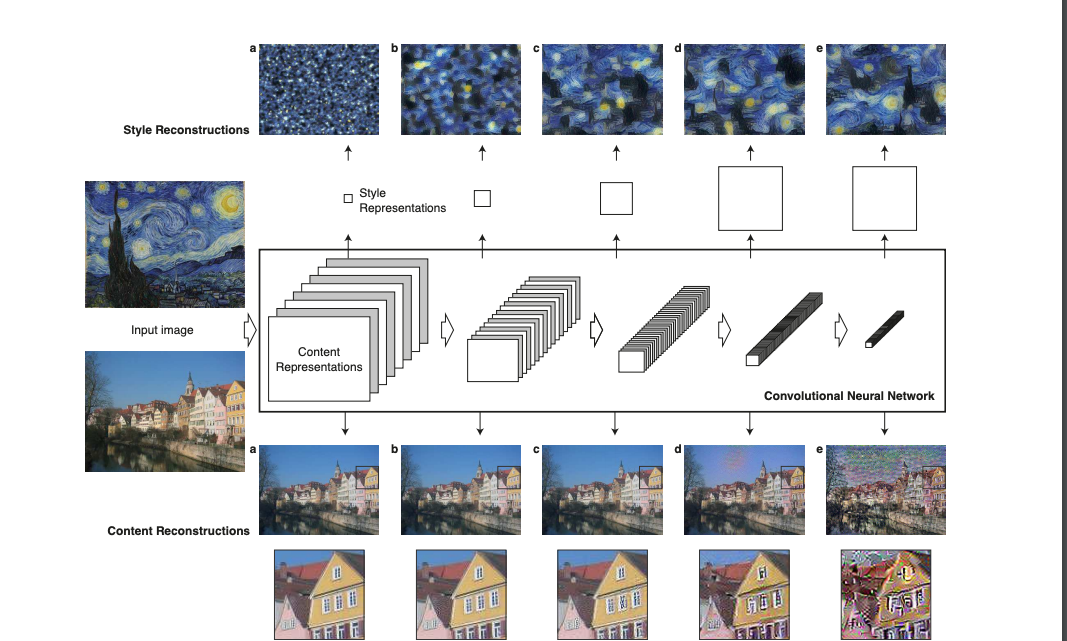 a
b
c
d
e
Style Reconstructions
Style
Representations
Input image
Content
Representations
Convolutional Neural Network
a
b
c
d
e
Content Reconstructions